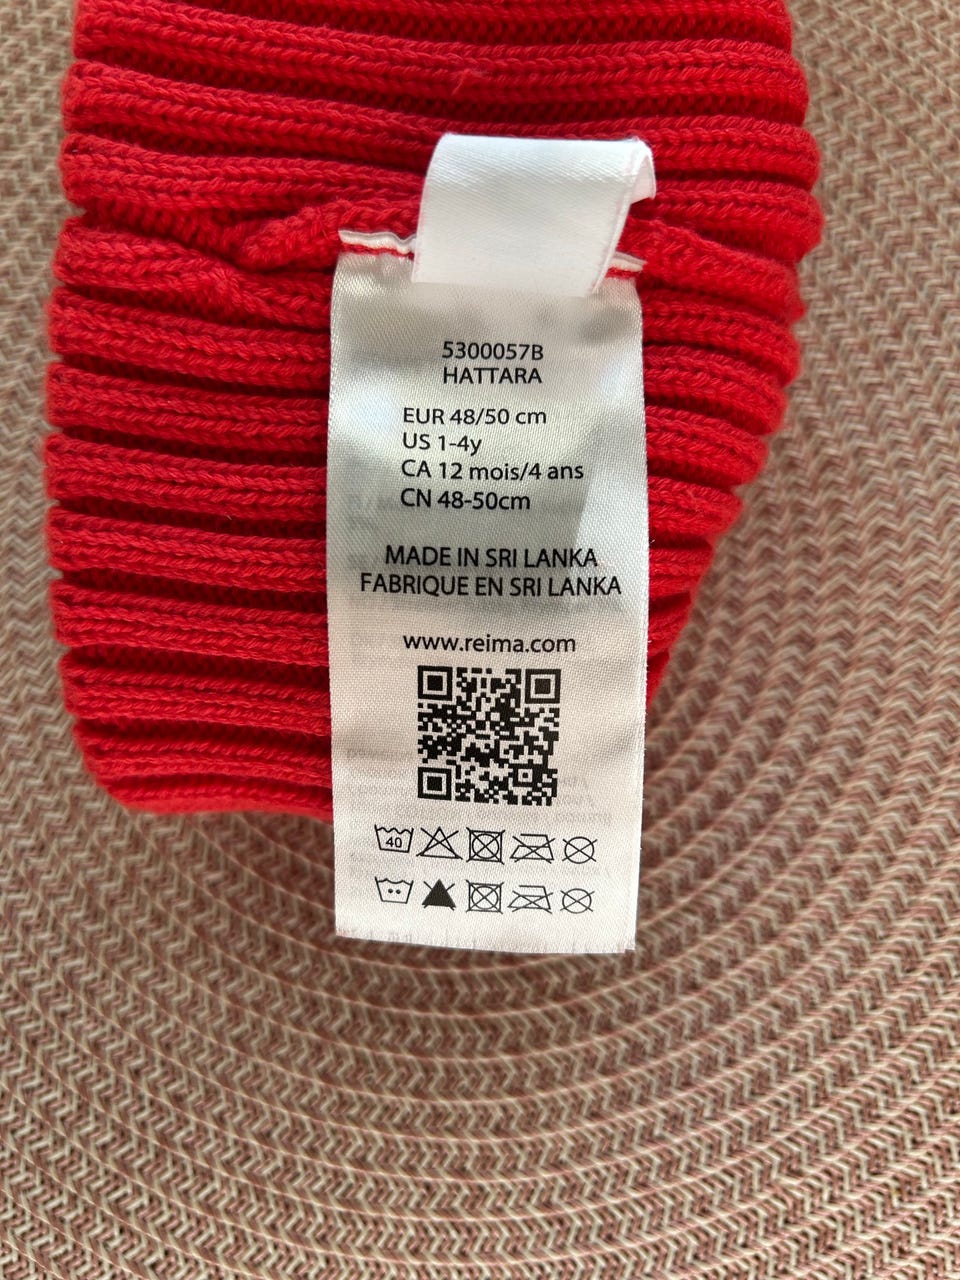 5300057B
HATTARA
EUR 48/50 cm
US 1-4y
CA 12 mois/4 ans
CN 48-50cm
MADE IN SRI LANKA
FABRIQUE EN SRI LANKA
www.reima.com
40